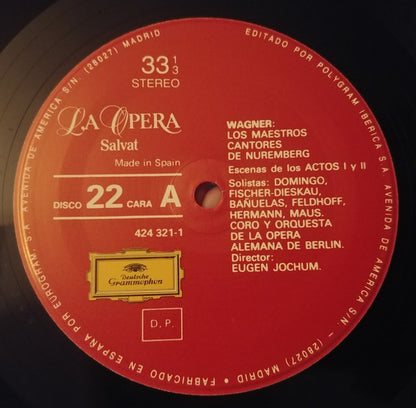 EDITADO POR POLYGRAM IBERICA S.A. AVENIDA DE AMERICA S/N - (28027) MADRID • FABRICADO EN ESPAÑA POR EUROGRAM, S.A. AVENIDA DE AMERICA S/N. (28027) MADRID
33 1/3
STEREO
LA OPERA
Salvat
Made in Spain
DISCO 22 CARA A
424 321-1
Deutsche
Grammophon
D. P.
WAGNER:
LOS MAESTROS
CANTORES
DE NUREMBERG
Escenas de los ACTOS I y II
Solistas: DOMINGO,
FISCHER-DIESKAU,
BAÑUELAS, FELDHOFF,
HERMANN, MAUS.
CORO Y ORQUESTA
DE LA OPERA
ALEMANA DE BERLIN.
Director:
EUGEN JOCHUM.